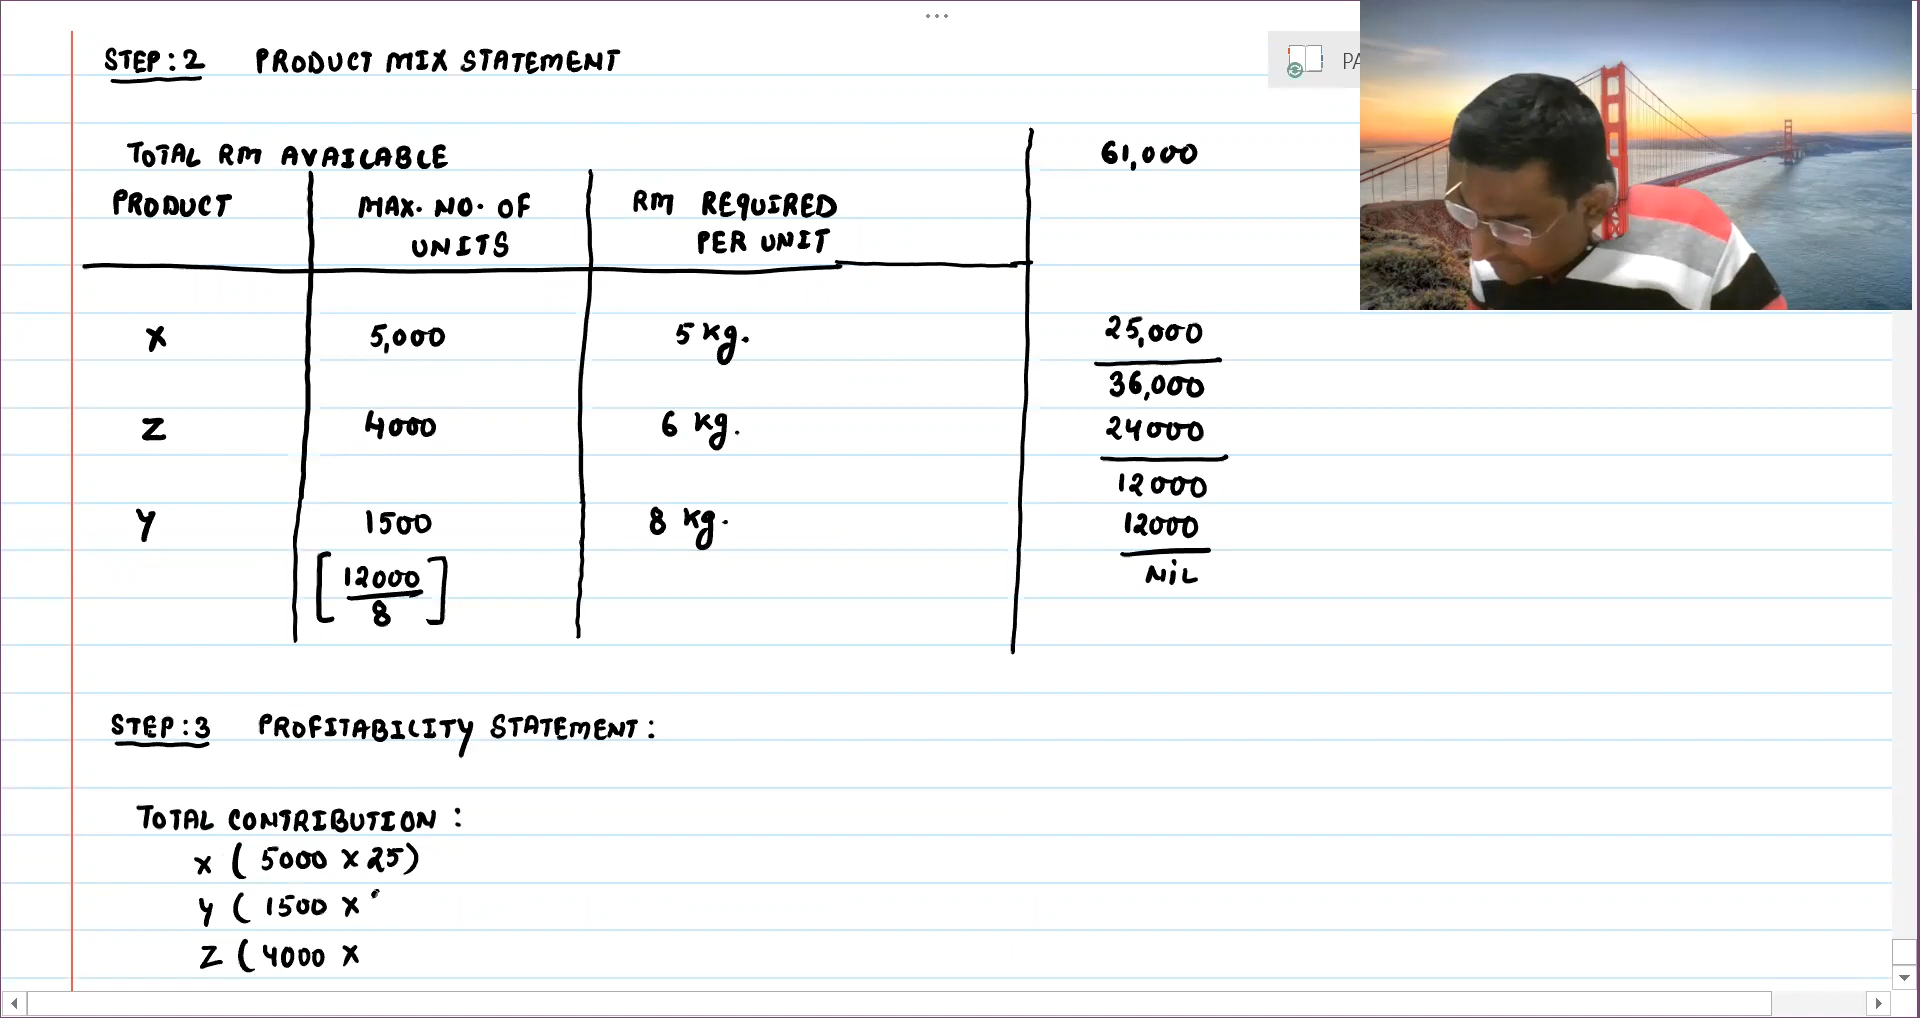 STEP:2 PRODUCT MIX STATEMENT
PA
TOTAL RM AVAILABLE 61,000
PRODUCT MAX. NO. OF UNITS RM REQUIRED PER UNIT
X 5,000 5 kg. 25,000
36,000
Z 4000 6 kg. 24000
12000
Y 1500 8 kg. 12000
[12000/8] NIL
STEP:3 PROFITABILITY STATEMENT:
TOTAL CONTRIBUTION:
X (5000 × 25)
Y (1500 ×
Z (4000 ×